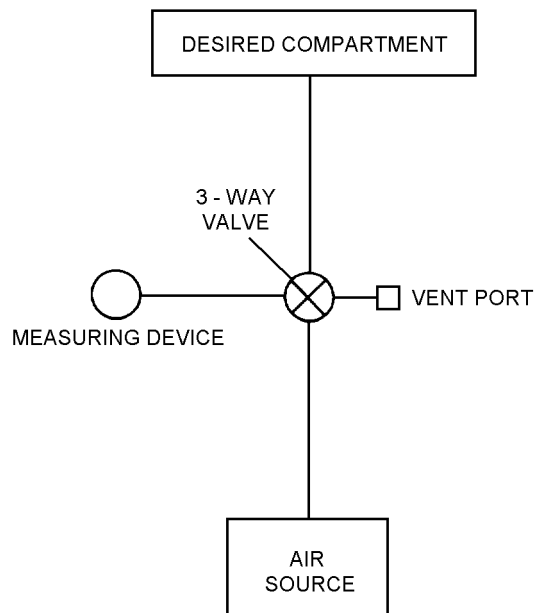 DESIRED COMPARTMENT
3 - WAY
VALVE
VENT PORT
MEASURING DEVICE
AIR
SOURCE